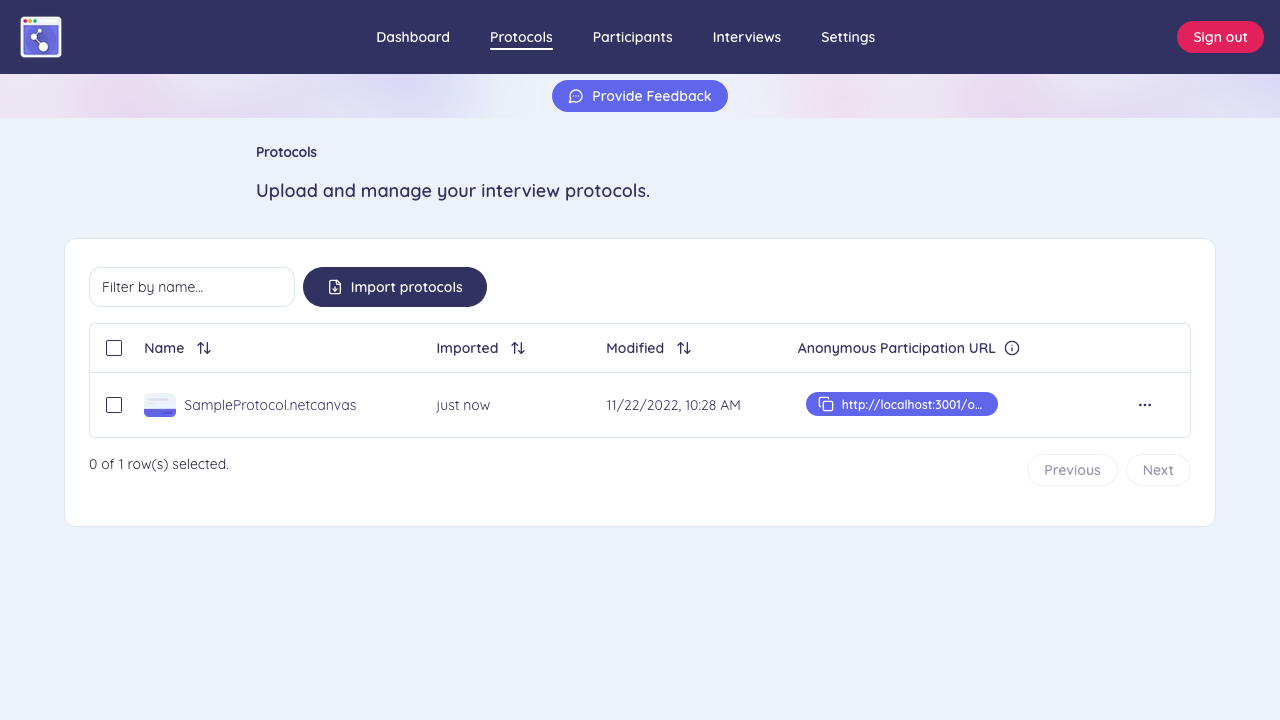 Dashboard Protocols Participants Interviews Settings Sign out
Provide Feedback
Protocols
Upload and manage your interview protocols.
Filter by name... Import protocols
Name Imported Modified Anonymous Participation URL
SampleProtocol.netcanvas just now 11/22/2022, 10:28 AM http://localhost:3001/o...
0 of 1 row(s) selected. Previous Next